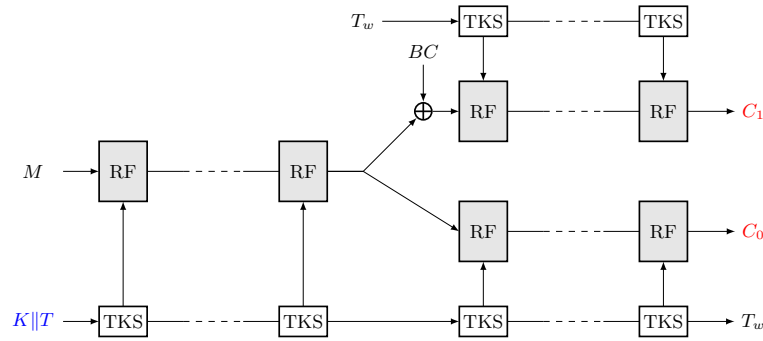 T_w TKS TKS
BC
RF RF C_1
M RF RF
RF RF C_0
K∥T TKS TKS TKS TKS T_w